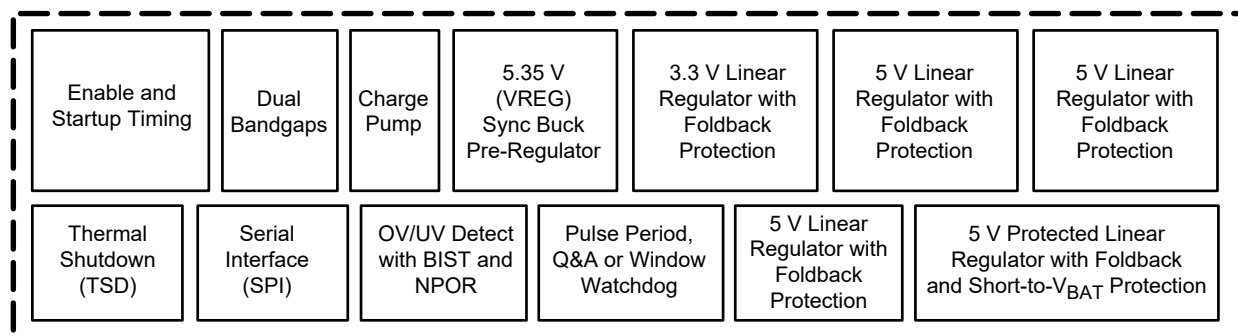 Enable and
Startup Timing
Dual
Bandgaps
Charge
Pump
5.35 V
(VREG)
Sync Buck
Pre-Regulator
3.3 V Linear
Regulator with
Foldback
Protection
5 V Linear
Regulator with
Foldback
Protection
5 V Linear
Regulator with
Foldback
Protection
Thermal
Shutdown
(TSD)
Serial
Interface
(SPI)
OV/UV Detect
with BIST and
NPOR
Pulse Period,
Q&A or Window
Watchdog
5 V Linear
Regulator with
Foldback
Protection
5 V Protected Linear
Regulator with Foldback
and Short-to-VBAT Protection